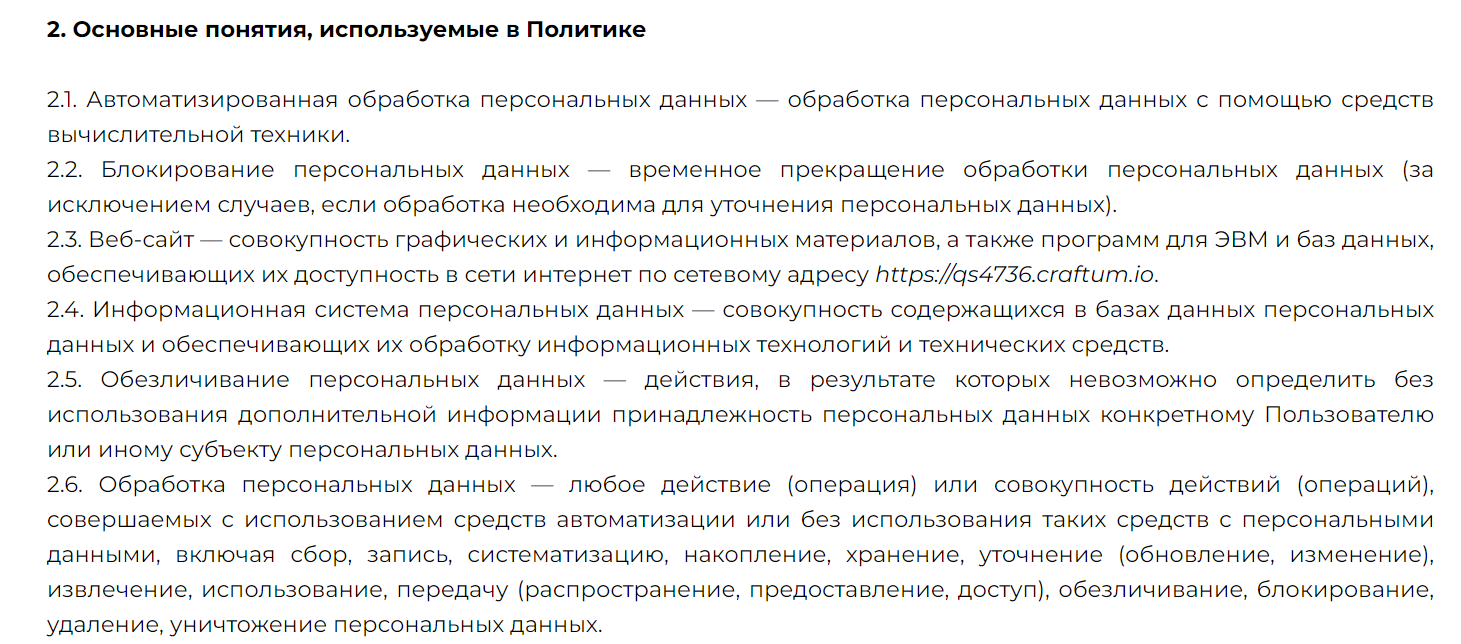 2. Основные понятия, используемые в Политике
2.1. Автоматизированная обработка персональных данных — обработка персональных данных с помощью средств
вычислительной техники.
2.2. Блокирование персональных данных — временное прекращение обработки персональных данных (за
исключением случаев, если обработка необходима для уточнения персональных данных).
2.3. Веб-сайт — совокупность графических и информационных материалов, а также программ для ЭВМ и баз данных,
обеспечивающих их доступность в сети интернет по сетевому адресу https://qs4736.craftum.io.
2.4. Информационная система персональных данных — совокупность содержащихся в базах данных персональных
данных и обеспечивающих их обработку информационных технологий и технических средств.
2.5. Обезличивание персональных данных — действия, в результате которых невозможно определить без
использования дополнительной информации принадлежность персональных данных конкретному Пользователю
или иному субъекту персональных данных.
2.6. Обработка персональных данных — любое действие (операция) или совокупность действий (операций),
совершаемых с использованием средств автоматизации или без использования таких средств с персональными
данными, включая сбор, запись, систематизацию, накопление, хранение, уточнение (обновление, изменение),
извлечение, использование, передачу (распространение, предоставление, доступ), обезличивание, блокирование,
удаление, уничтожение персональных данных.